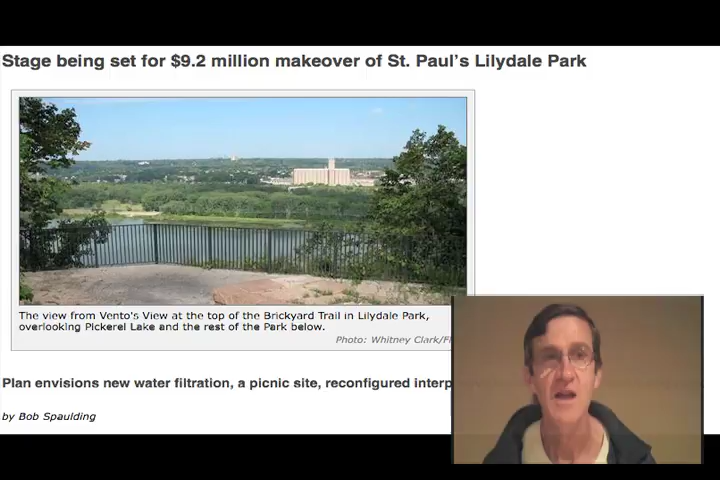 Stage being set for $9.2 million makeover of St. Paul's Lilydale Park
The view from Vento's View at the top of the Brickyard Trail in Lilydale Park,
overlooking Pickerel Lake and the rest of the Park below.
Photo: Whitney Clark/
Plan envisions new water filtration, a picnic site, reconfigured
by Bob Spaulding